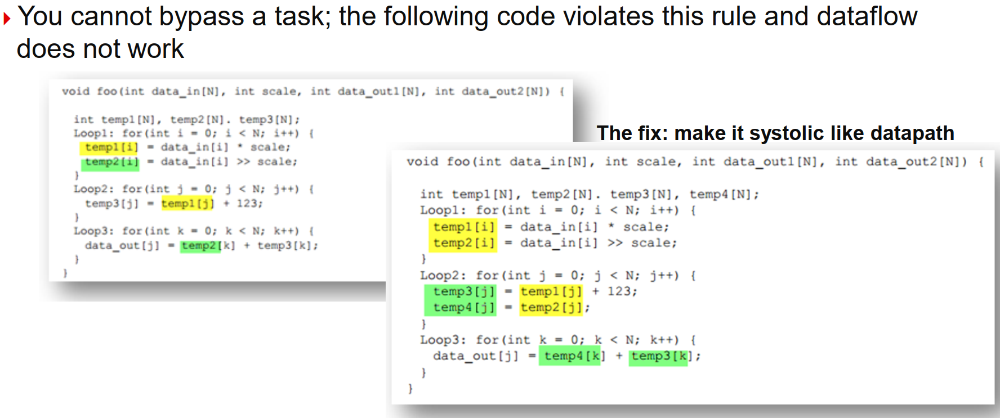 You cannot bypass a task; the following code violates this rule and dataflow
does not work
void foo(int data_in[N], int scale, int data_out1[N], int data_out2[N]) {
int temp1[N], temp2[N]. temp3[N];
Loop1: for(int i = 0; i < N; i++) {
temp1[i] = data_in[i] * scale;
temp2[i] = data_in[i] >> scale;
}
Loop2: for(int j = 0; j < N; j++) {
temp3[j] = temp1[j] + 123;
}
Loop3: for(int k = 0; k < N; k++) {
data_out[j] = temp2[k] + temp3[k];
}
}
The fix: make it systolic like datapath
void foo(int data_in[N], int scale, int data_out1[N], int data_out2[N]) {
int temp1[N], temp2[N]. temp3[N], temp4[N];
Loop1: for(int i = 0; i < N; i++) {
temp1[i] = data_in[i] * scale;
temp2[i] = data_in[i] >> scale;
}
Loop2: for(int j = 0; j < N; j++) {
temp3[j] = temp1[j] + 123;
temp4[j] = temp2[j];
}
Loop3: for(int k = 0; k < N; k++) {
data_out[j] = temp4[k] + temp3[k];
}
}